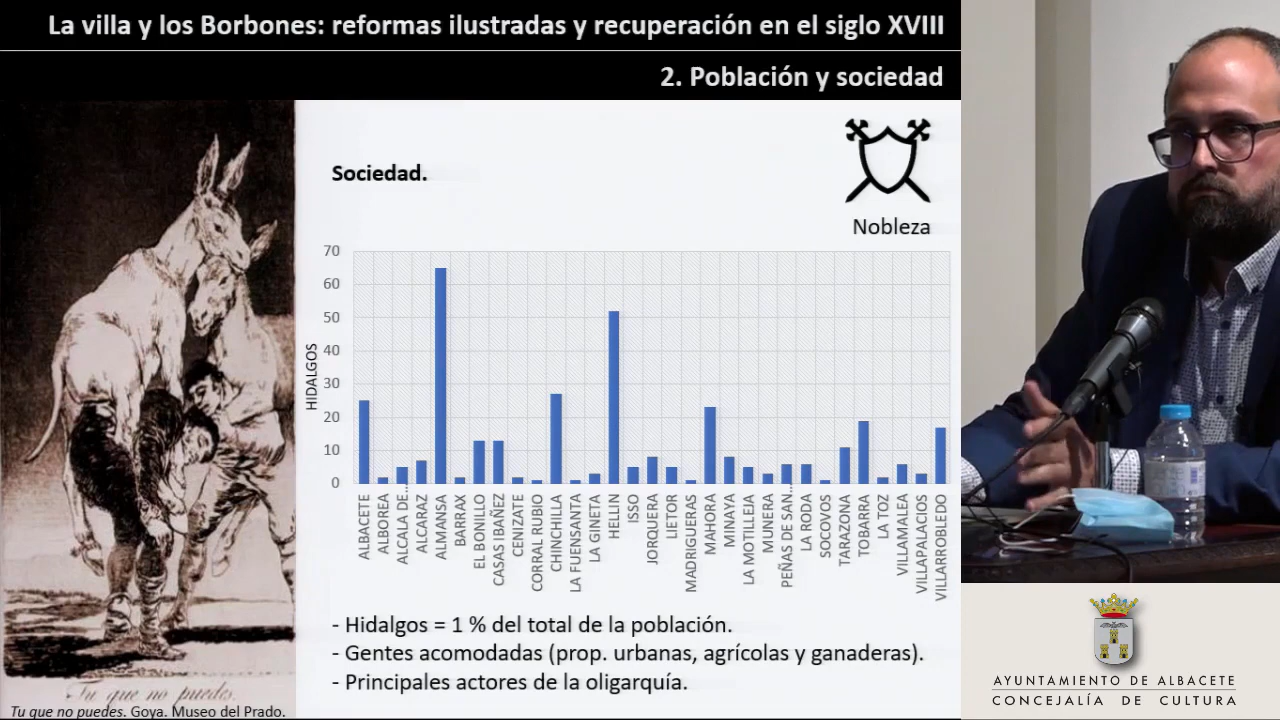 La villa y los Borbones: reformas ilustradas y recuperación en el siglo XVIII
2. Población y sociedad
Sociedad.
Nobleza
70
60
50
40
30
20
10
0
HIDALGOS
ALBACETE
ALBOREA
ALCALA DE...
ALCARAZ
ALMANSA
BARRAX
EL BONILLO
CASAS IBAÑEZ
CENIZATE
CORRAL RUBIO
CHINCHILLA
LA FUENSANTA
LA GINETA
HELLIN
ISSO
JORQUERA
LIETOR
MADRIGUERAS
MAHORA
MINAYA
LA MOTILLEJA
MUNERA
PEÑAS DE SAN...
LA RODA
SOCOVOS
TARAZONA
TOBARRA
LA TOZ
VILLAMALEA
VILLAPALACIOS
VILLARROBLEDO
- Hidalgos = 1 % del total de la población.
- Gentes acomodadas (prop. urbanas, agrícolas y ganaderas).
- Principales actores de la oligarquía.
Tu que no puedes.
Tu que no puedes. Goya. Museo del Prado.
AYUNTAMIENTO DE ALBACETE
CONCEJALÍA DE CULTURA